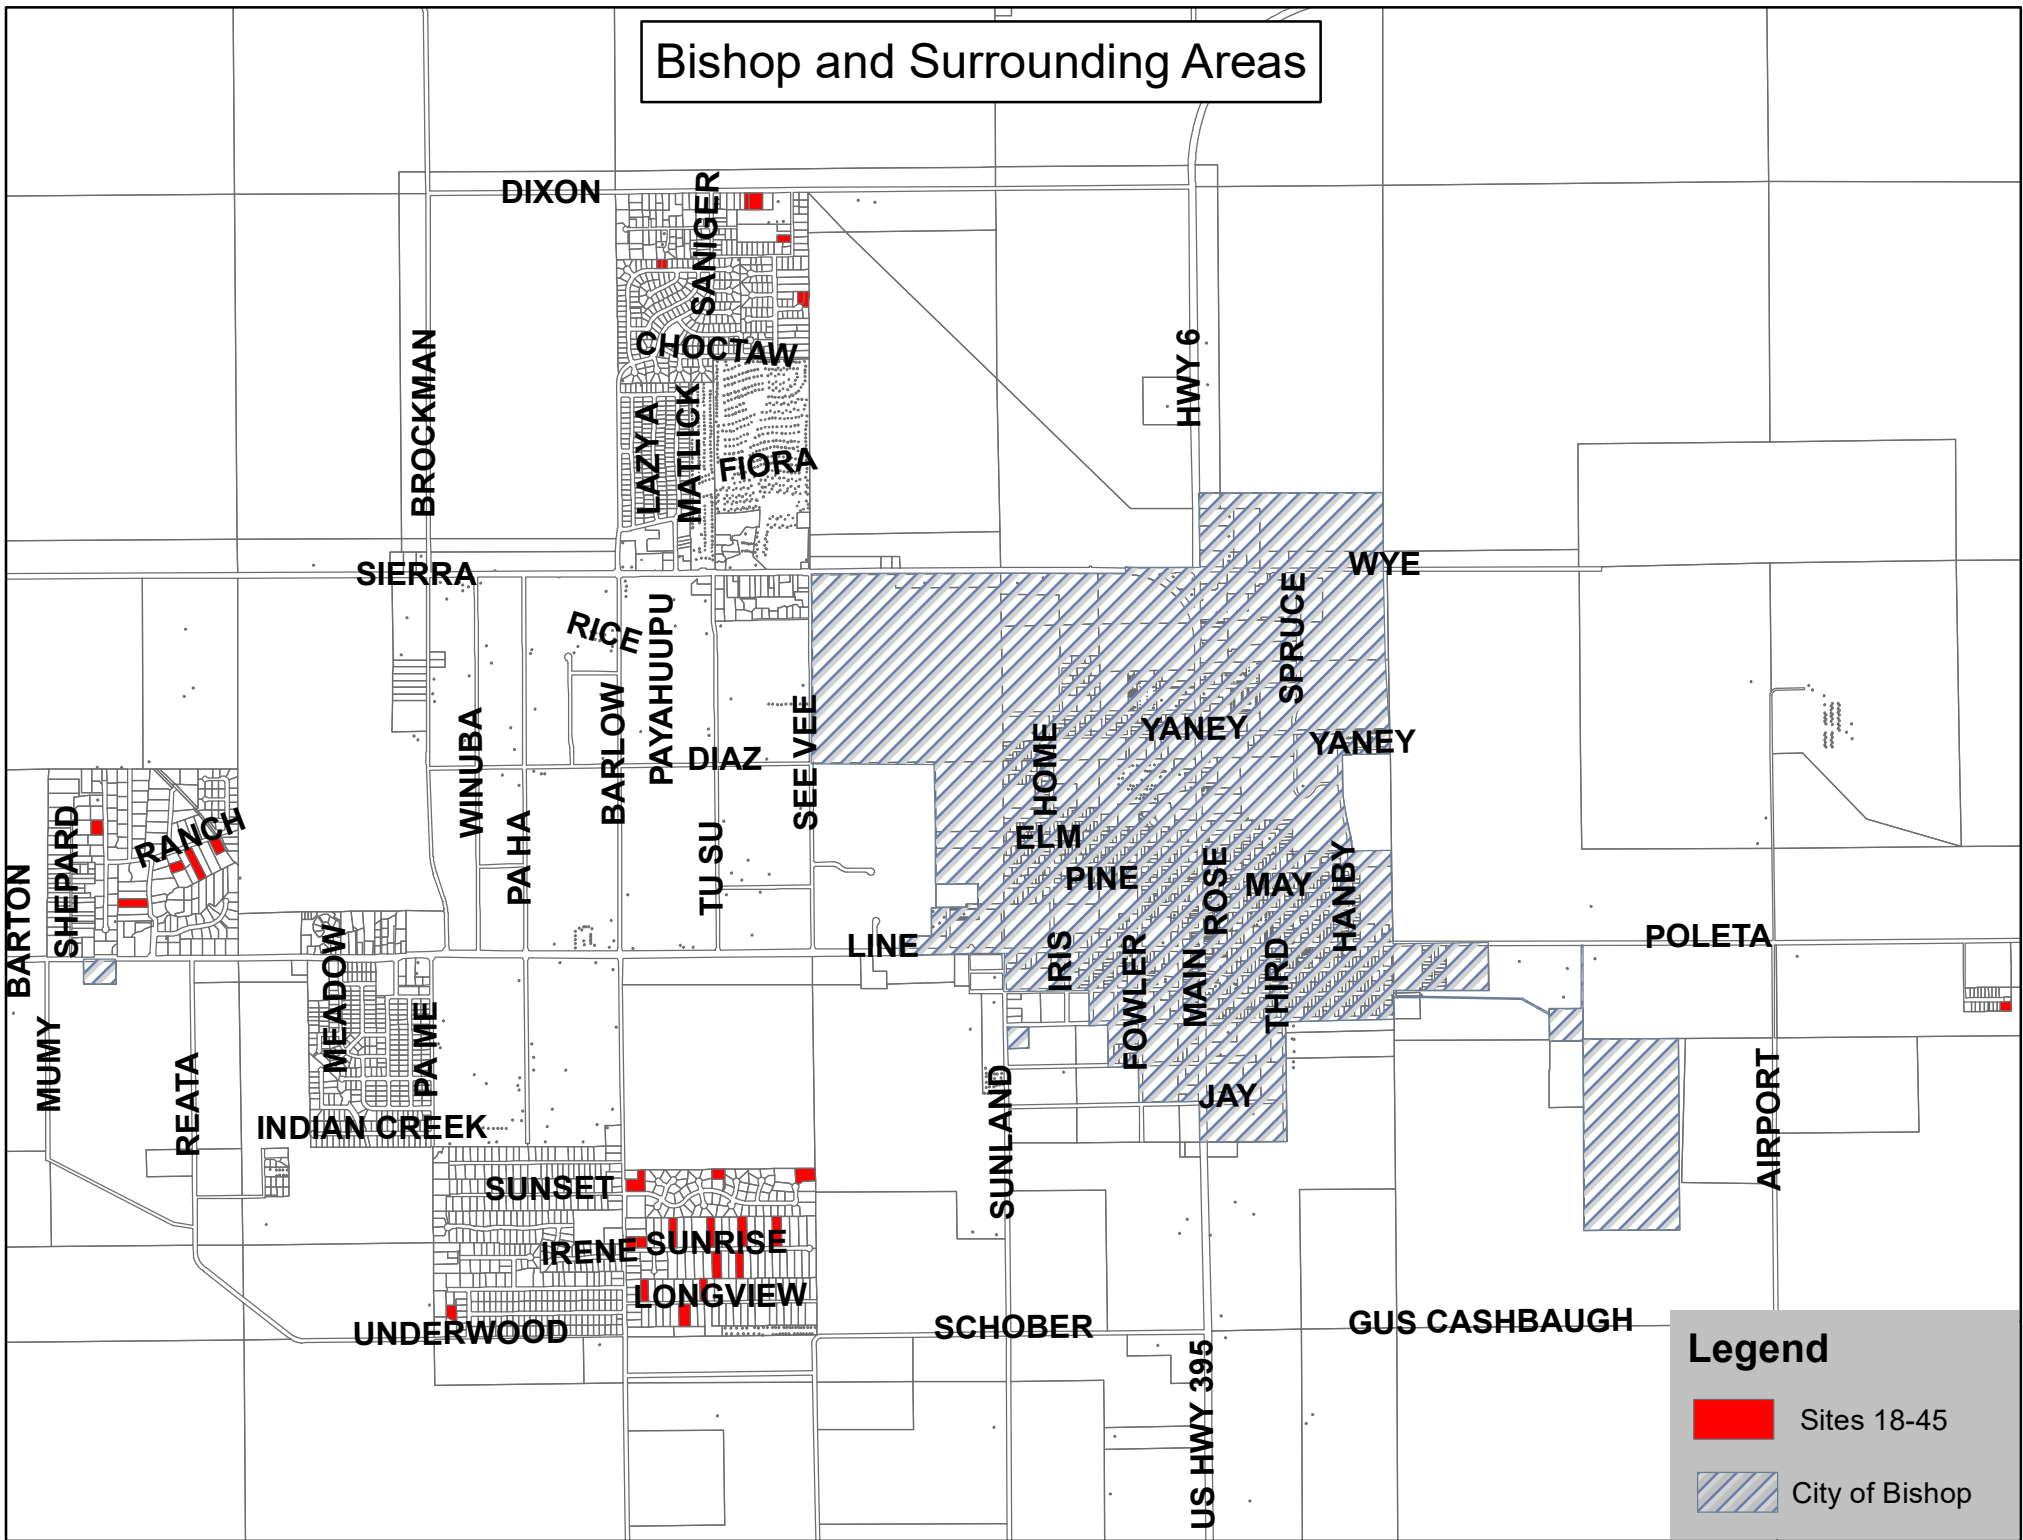 Bishop and Surrounding Areas
DIXON
SANIGER
CHOCTAW
BROCKMAN
HWY 6
LAZY A
MATLICK
FIORA
SIERRA
WYE
RICE
PAYAHUUPU
SPRUCE
BARLOW
WINUBA
SEE VEE
DIAZ
HOME
YANEY
YANEY
SHEPARD
RANCH
PA HA
TU SU
ELM
PINE
ROSE
MAY
HANBY
BARTON
MEADOW
LINE
IRIS
FOWLER
MAIN
THIRD
POLETA
MUMY
REATA
PA ME
INDIAN CREEK
SUNLAND
JAY
AIRPORT
SUNSET
IRENE
SUNRISE
LONGVIEW
UNDERWOOD
SCHOBER
GUS CASHBAUGH
US HWY 395
Legend
Sites 18-45
City of Bishop